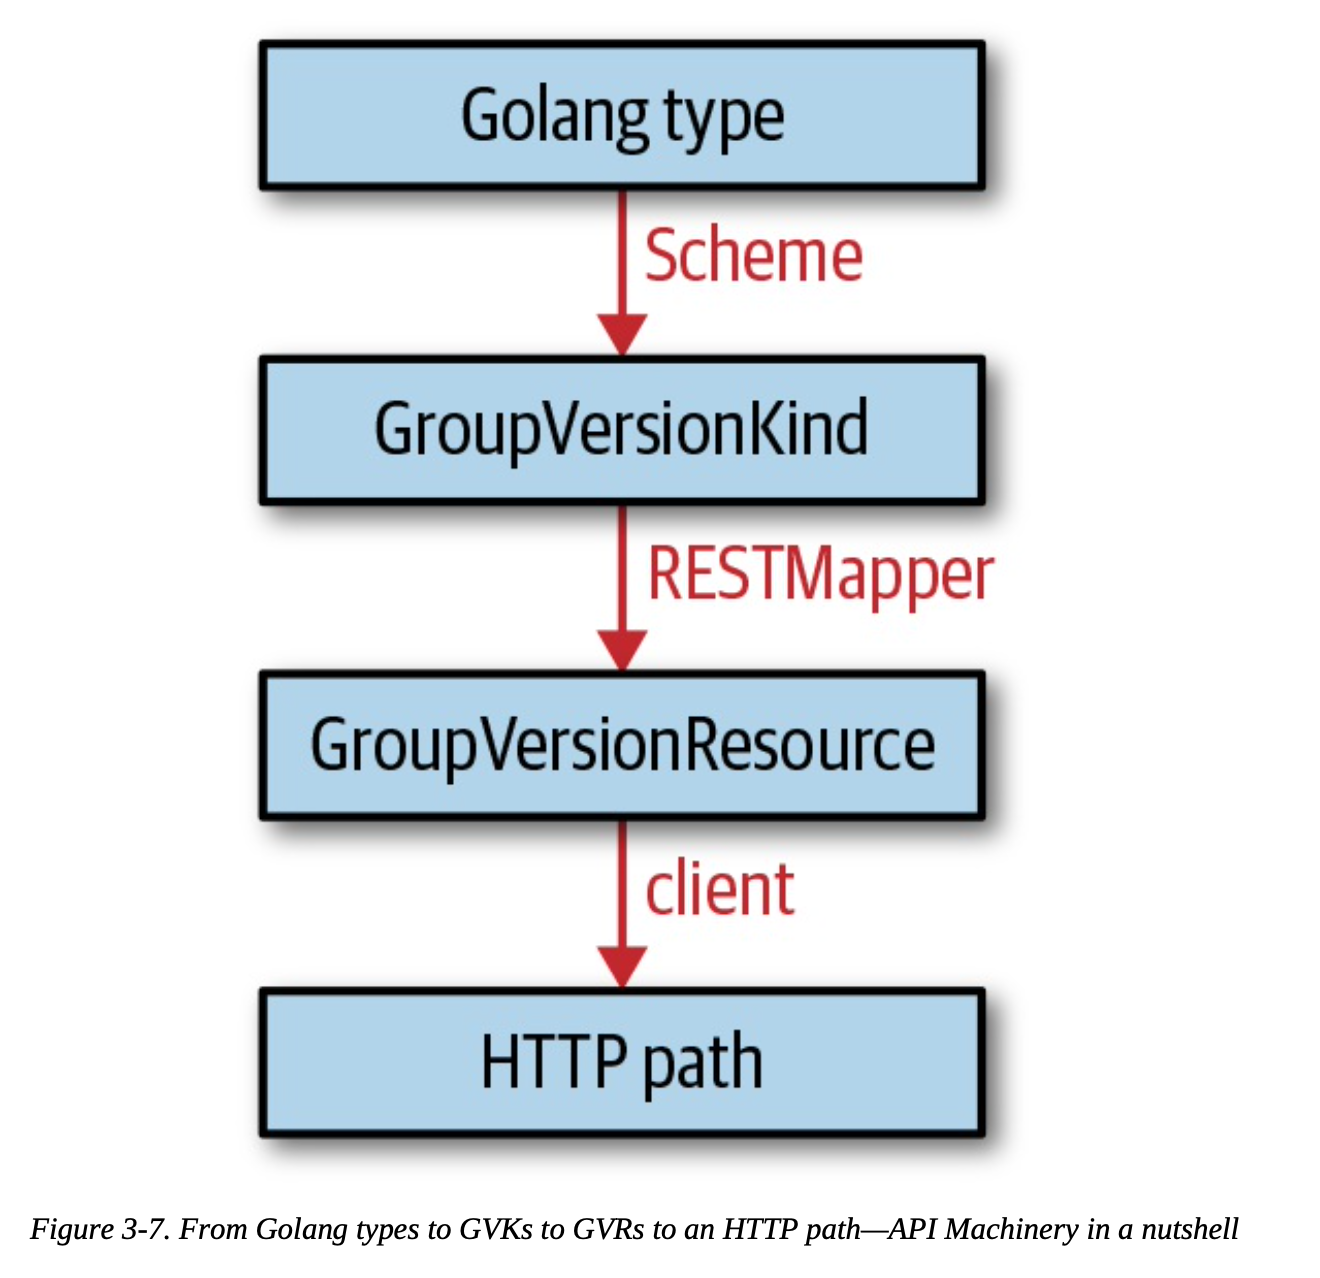 Golang type
Scheme
GroupVersionKind
RESTMapper
GroupVersionResource
client
HTTP path
Figure 3-7. From Golang types to GVKs to GVRs to an HTTP path—API Machinery in a nutshell